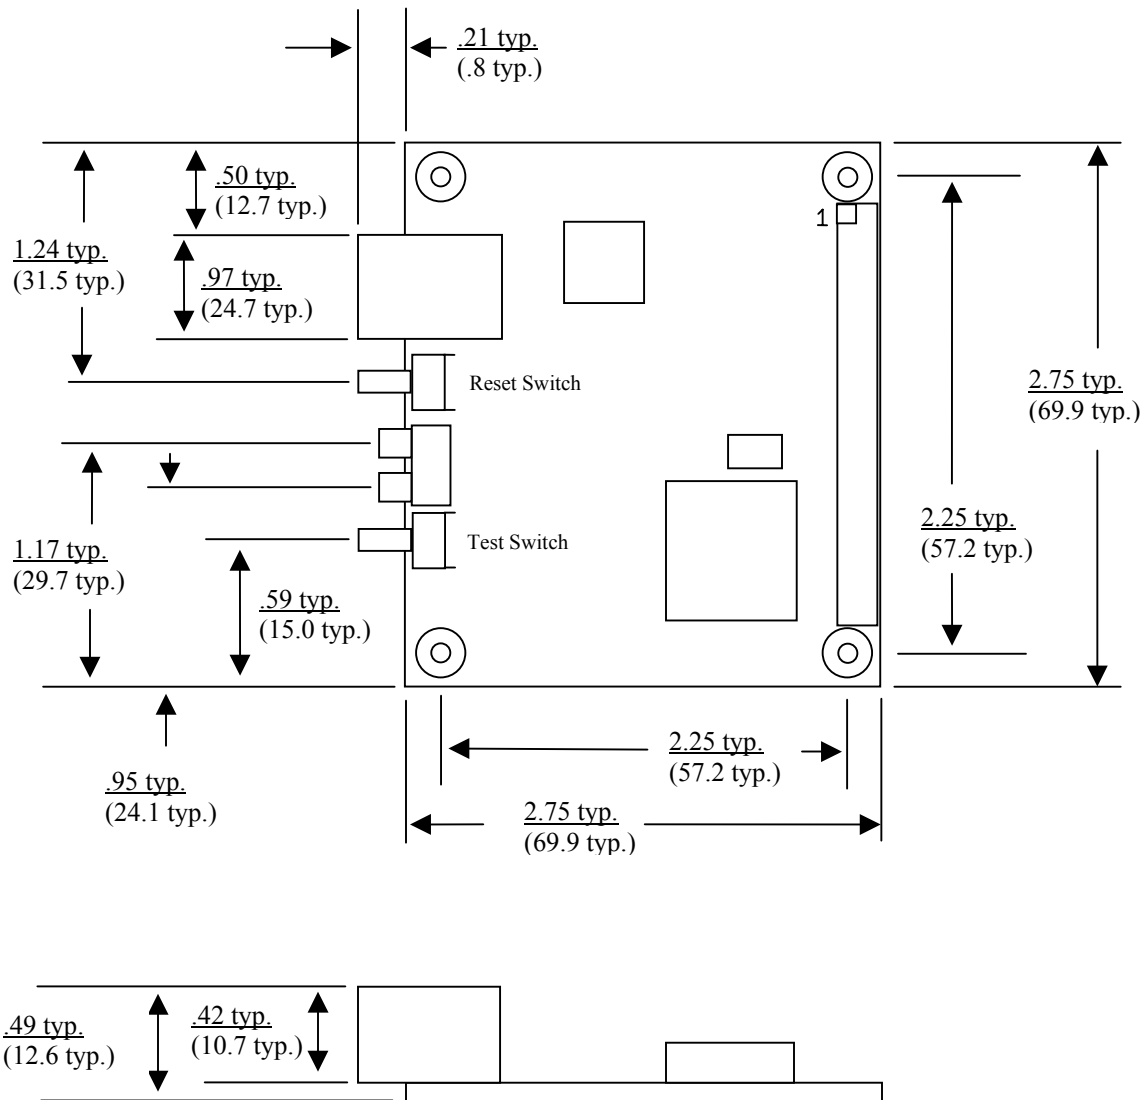 .21 typ.
(.8 typ.)
.50 typ.
(12.7 typ.)
1
1.24 typ.
(31.5 typ.)
.97 typ.
(24.7 typ.)
Reset Switch
2.75 typ.
(69.9 typ.)
2.25 typ.
(57.2 typ.)
1.17 typ.
(29.7 typ.)
Test Switch
.59 typ.
(15.0 typ.)
2.25 typ.
(57.2 typ.)
.95 typ.
(24.1 typ.)
2.75 typ.
(69.9 typ.)
.49 typ.
(12.6 typ.)
.42 typ.
(10.7 typ.)